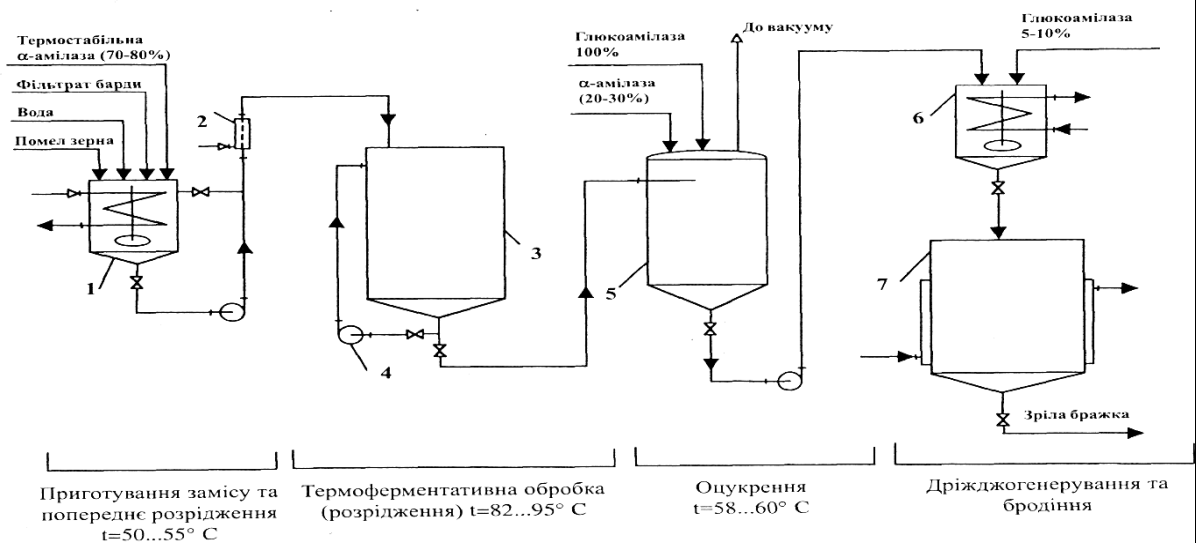 Термостабільна
α-амілаза (70-80%)
Фільтрат барди
Вода
Помел зерна
1
2
3
4
Глюкоамілаза
100%
α-амілаза
(20-30%)
До вакууму
5
Глюкоамілаза
5-10%
6
7
Зріла бражка
Приготування замісу та
попереднє розрідження
t=50...55° С
Термоферментативна обробка
(розрідження) t=82...95° С
Оцукрення
t=58...60° С
Дріжджогенерування та
бродіння